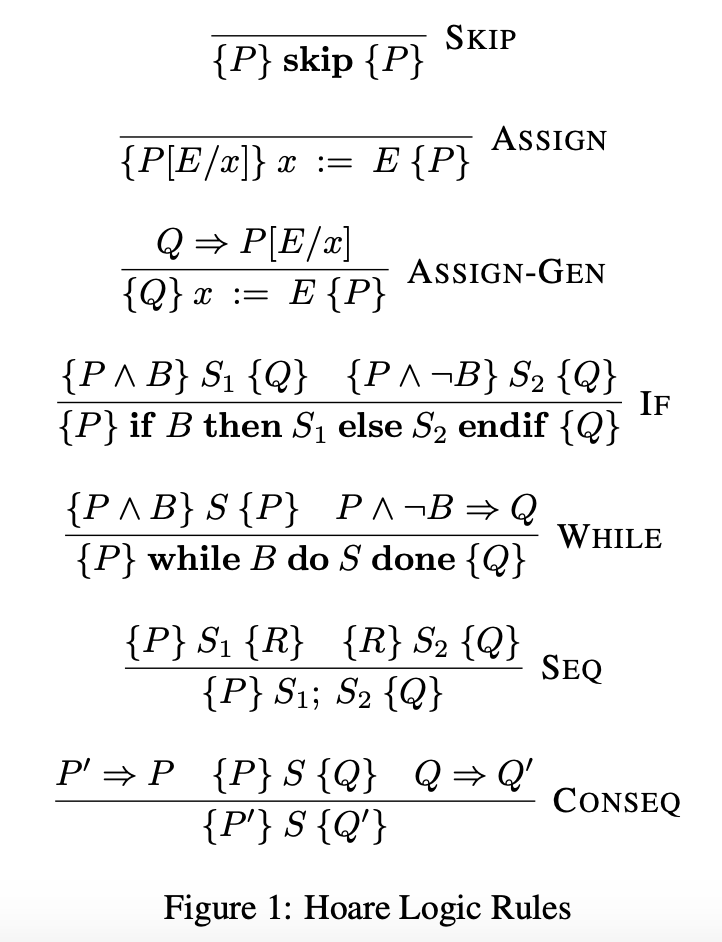 {P} skip {P} SKIP
{P[E/x]} x := E {P} ASSIGN
Q ⇒ P[E/x]
{Q} x := E {P} ASSIGN-GEN
{P ∧ B} S₁ {Q} {P ∧ ¬B} S₂ {Q}
{P} if B then S₁ else S₂ endif {Q} IF
{P ∧ B} S {P} P ∧ ¬B ⇒ Q
{P} while B do S done {Q} WHILE
{P} S₁ {R} {R} S₂ {Q}
{P} S₁; S₂ {Q} SEQ
P′ ⇒ P {P} S {Q} Q ⇒ Q′
{P′} S {Q′} CONSEQ
Figure 1: Hoare Logic Rules